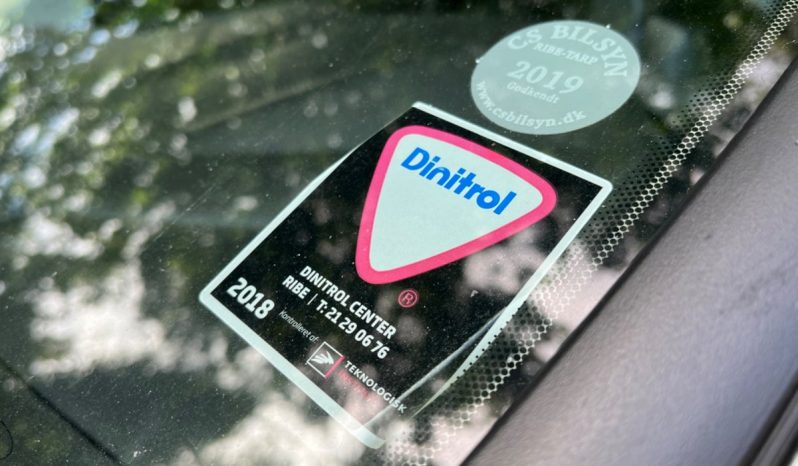 CS BILSYN
RIBE-TARP
2019
Godkendt
www.csbilsyn.dk
Dinitrol
®
DINITROL CENTER
RIBE | T: 21 29 06 76
2018
Kontrolleret af:
TEKNOLOGISK